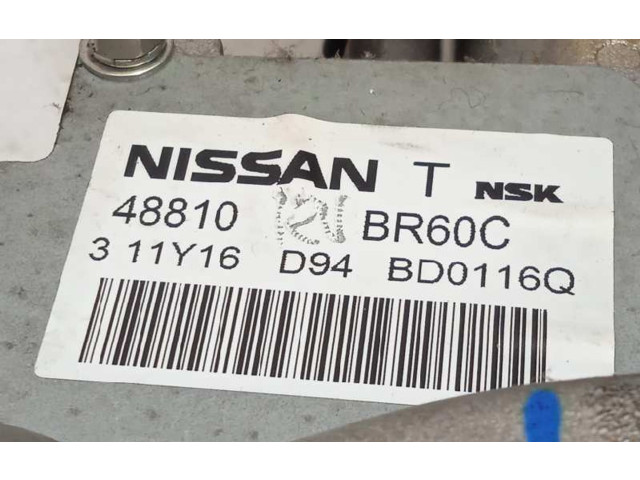 NISSAN T NSK
48810 BR60C
3 11Y16 D94 BD0116Q